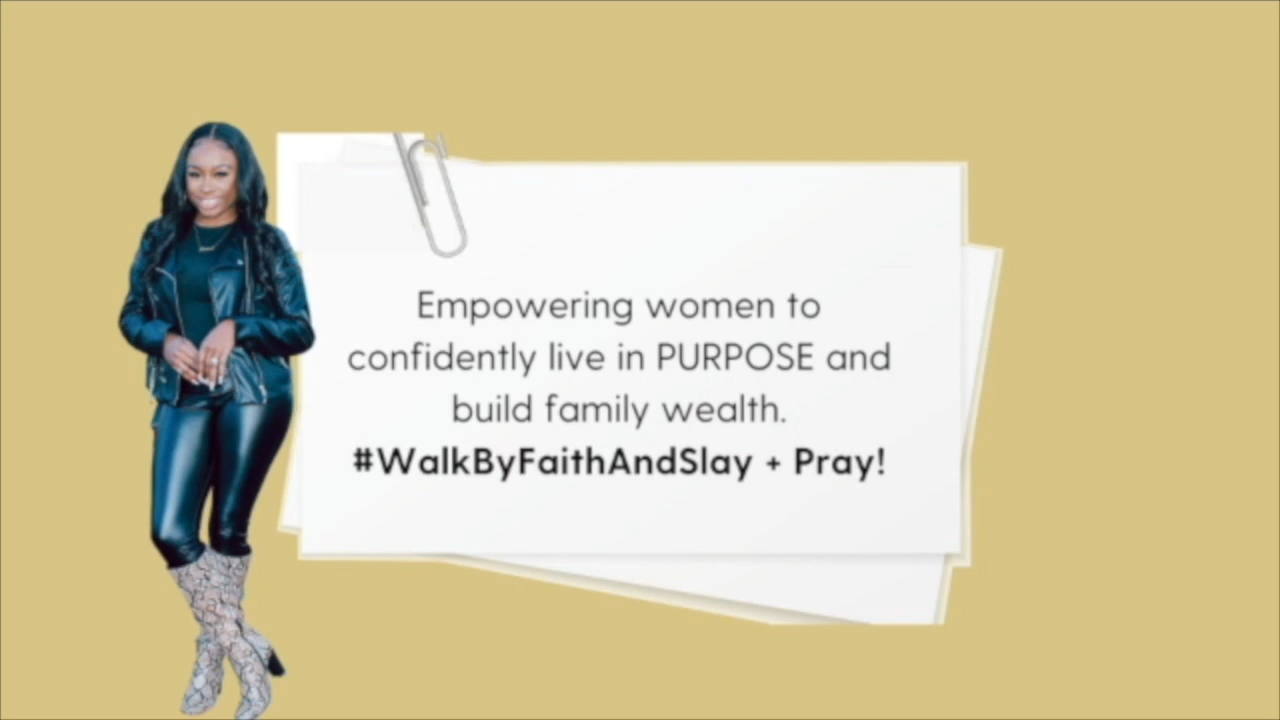 Empowering women to
confidently live in PURPOSE and
build family wealth.
#WalkByFaithAndSlay + Pray!